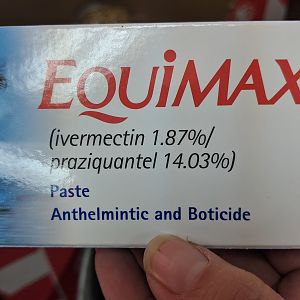 EQUIMAX
(ivermectin 1.87%/
praziquantel 14.03%)
Paste
Anthelmintic and Boticide